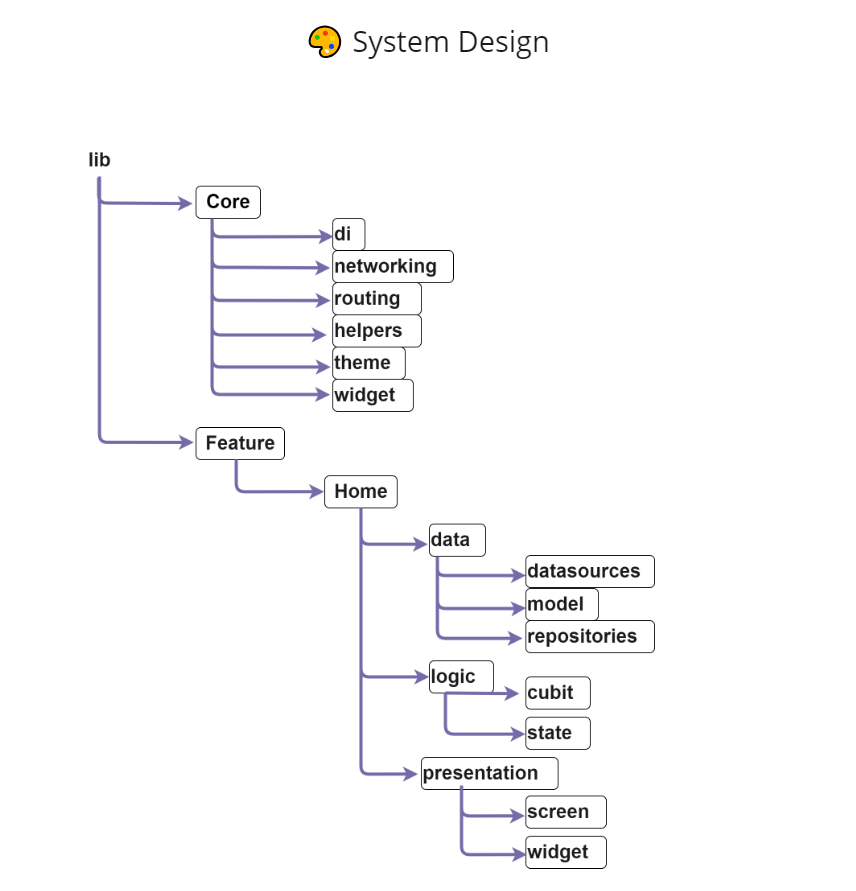 System Design
lib
Core
di
networking
routing
helpers
theme
widget
Feature
Home
data
datasources
model
repositories
logic
cubit
state
presentation
screen
widget